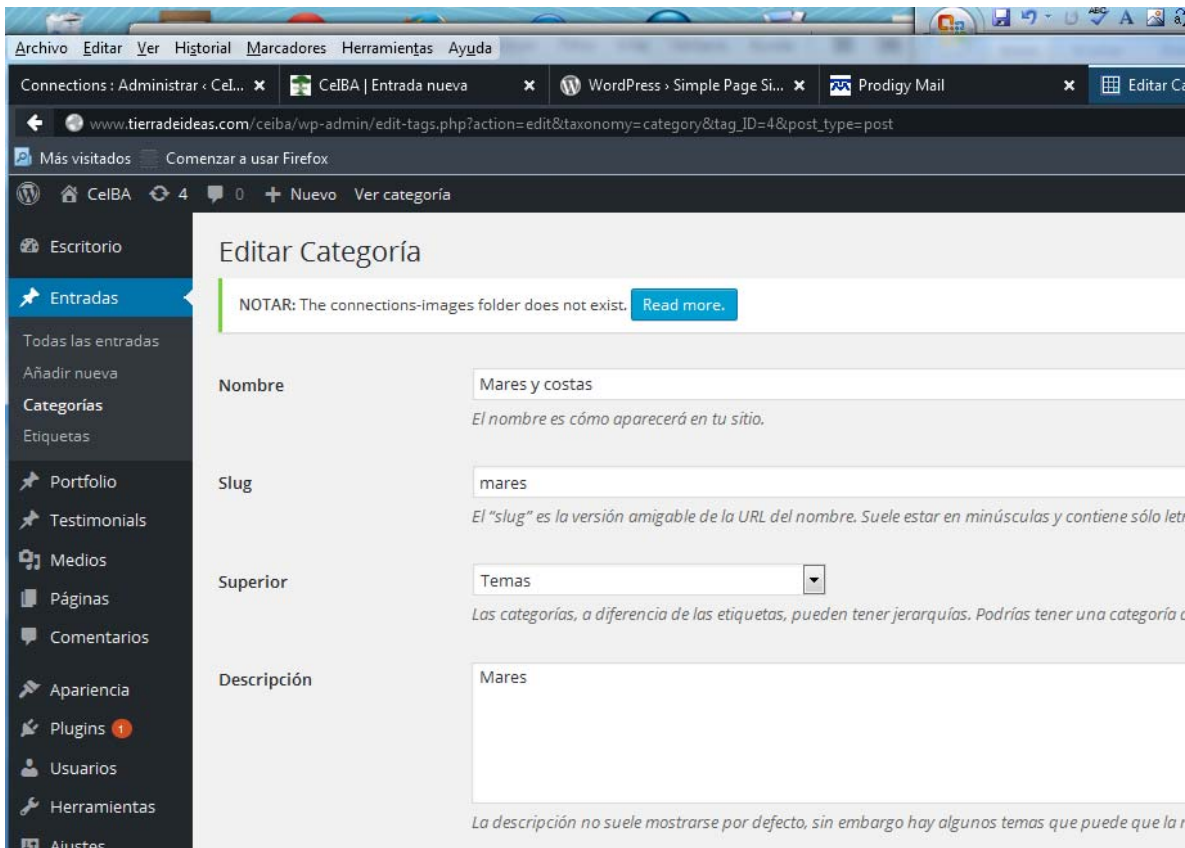 Archivo Editar Ver Historial Marcadores Herramientas Ayuda
Connections : Administrar ‹ CeI... CeIBA | Entrada nueva WordPress › Simple Page Si... Prodigy Mail Editar Ca
www.tierradeideas.com/ceiba/wp-admin/edit-tags.php?action=edit&taxonomy=category&tag_ID=4&post_type=post
Más visitados Comenzar a usar Firefox
CeIBA 4 0 + Nuevo Ver categoría
Escritorio
Entradas
Todas las entradas
Añadir nueva
Categorías
Etiquetas
Portfolio
Testimonials
Medios
Páginas
Comentarios
Apariencia
Plugins 1
Usuarios
Herramientas
Ajustes
Editar Categoría
NOTAR: The connections-images folder does not exist. Read more.
Nombre Mares y costas
El nombre es cómo aparecerá en tu sitio.
Slug mares
El “slug” es la versión amigable de la URL del nombre. Suele estar en minúsculas y contiene sólo letr
Superior Temas
Las categorías, a diferencia de las etiquetas, pueden tener jerarquías. Podrías tener una categoría
Descripción Mares
La descripción no suele mostrarse por defecto, sin embargo hay algunos temas que puede que la